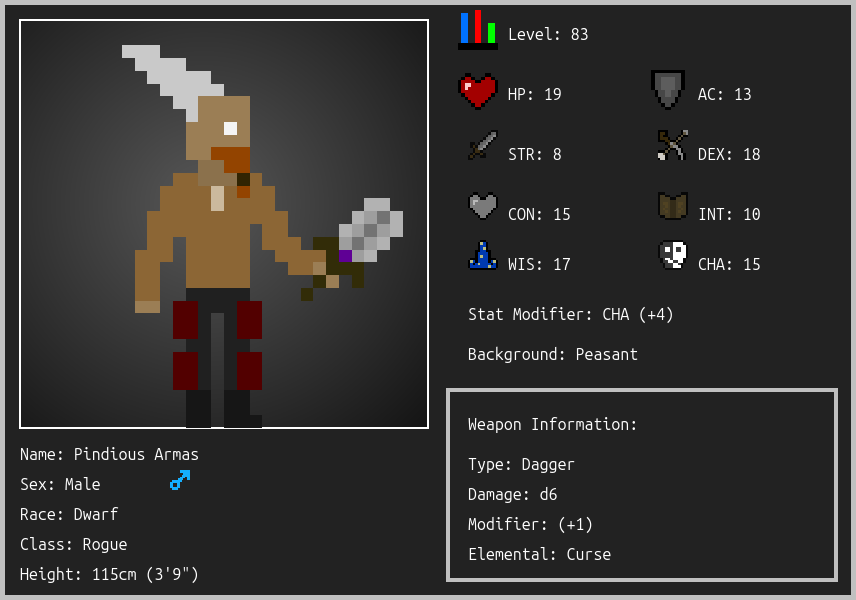 Level: 83
HP: 19
AC: 13
STR: 8
DEX: 18
CON: 15
INT: 10
WIS: 17
CHA: 15
Stat Modifier: CHA (+4)
Background: Peasant
Weapon Information:
Type: Dagger
Damage: d6
Modifier: (+1)
Elemental: Curse
Name: Pindious Armas
Sex: Male
Race: Dwarf
Class: Rogue
Height: 115cm (3'9")